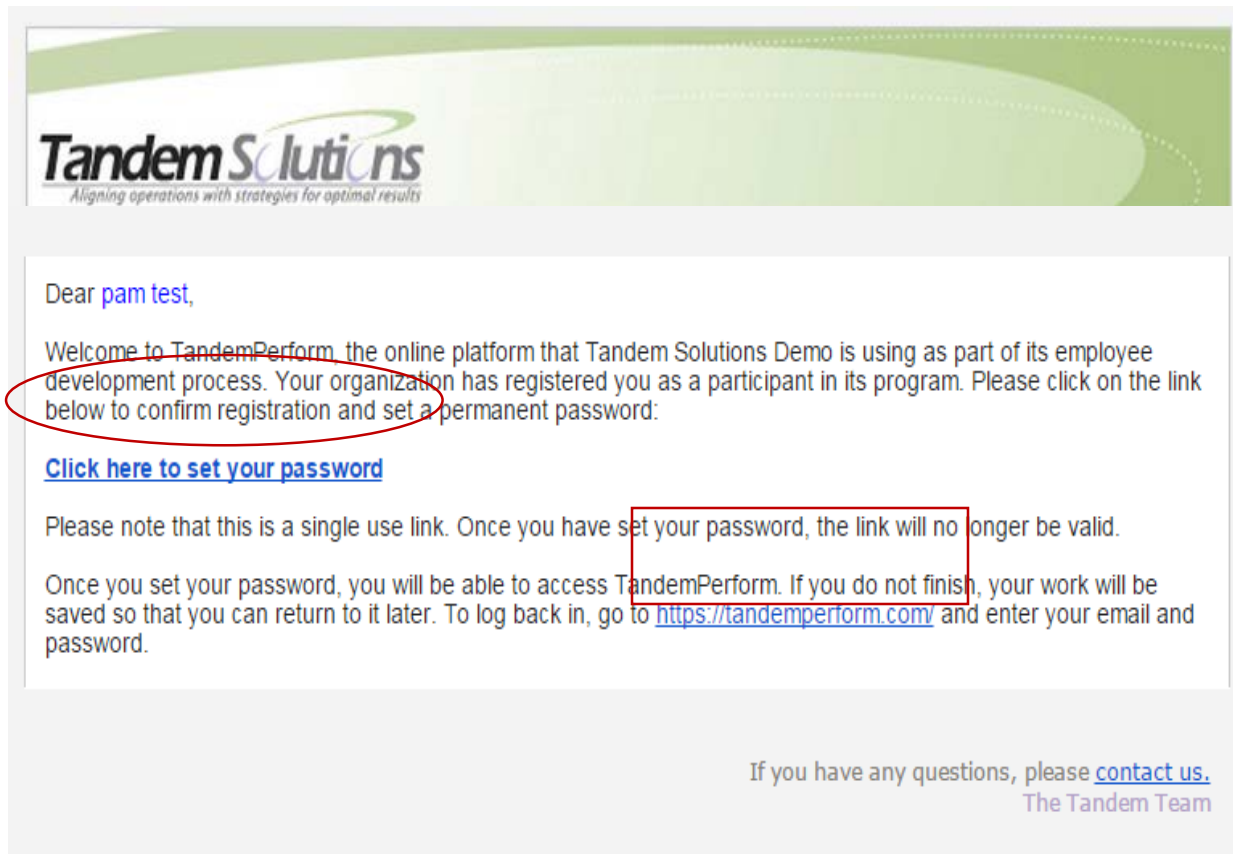 Tandem Solutions
Aligning operations with strategies for optimal results
Dear pam test,
Welcome to TandemPerform, the online platform that Tandem Solutions Demo is using as part of its employee
development process. Your organization has registered you as a participant in its program. Please click on the link
below to confirm registration and set a permanent password:
Click here to set your password
Please note that this is a single use link. Once you have set your password, the link will no longer be valid.
Once you set your password, you will be able to access TandemPerform. If you do not finish, your work will be
saved so that you can return to it later. To log back in, go to https://tandemperform.com/ and enter your email and
password.
If you have any questions, please contact us.
The Tandem Team